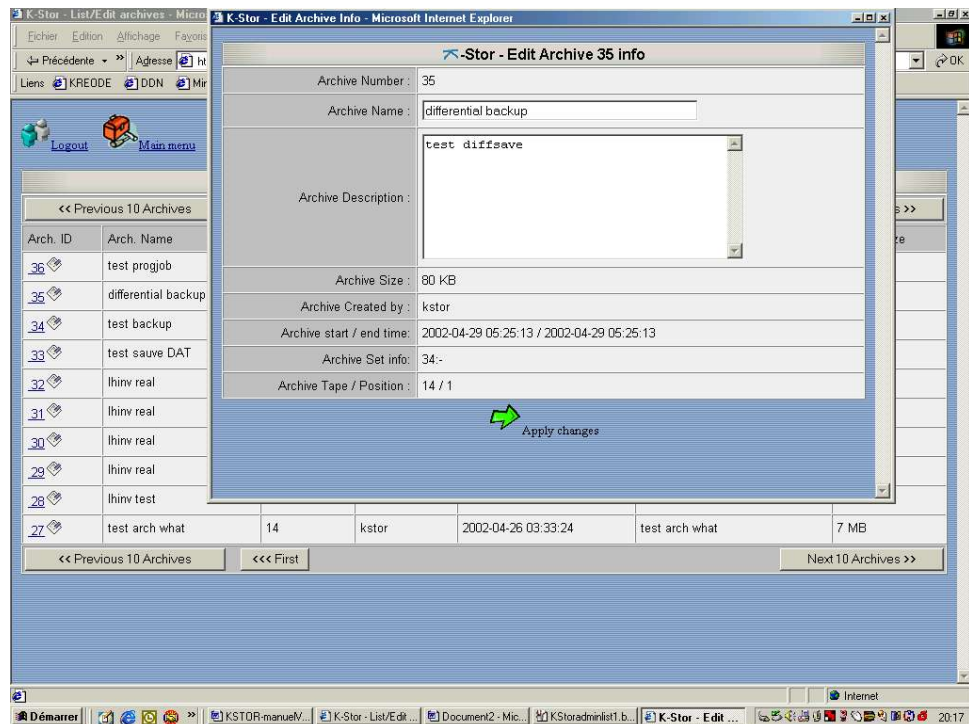 K-Stor - List/Edit archives - Micro
K-Stor - Edit Archive Info - Microsoft Internet Explorer
Fichier Edition Affichage Favoris
Précédente Adresse ht
OK
Liens KREODE DDN Mir
-Stor - Edit Archive 35 info
Archive Number : 35
Archive Name : differential backup
Archive Description : test diffsave
Archive Size : 80 KB
Archive Created by : kstor
Archive start / end time: 2002-04-29 05:25:13 / 2002-04-29 05:25:13
Archive Set info: 34:-
Archive Tape / Position : 14 / 1
Apply changes
Logout Main menu
<< Previous 10 Archives s >>
Arch. ID Arch. Name ze
36 test progjob
35 differential backup
34 test backup
33 test sauve DAT
32 lhinv real
31 lhinv real
30 lhinv real
29 lhinv real
28 lhinv test
27 test arch what 14 kstor 2002-04-26 03:33:24 test arch what 7 MB
<< Previous 10 Archives <<< First Next 10 Archives >>
Internet
Démarrer » KSTOR-manuelV... K-Stor - List/Edit ... Document2 - Mic... KStoradminlist1.b... K-Stor - Edit ... 20:17